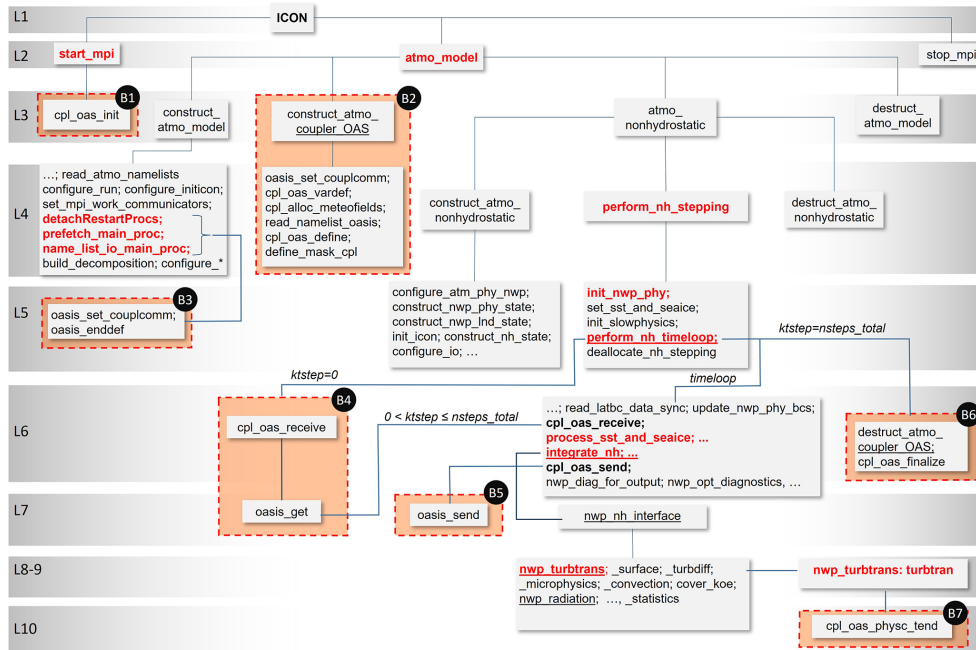 L1
ICON
L2
start_mpi
atmo_model
stop_mpi
L3
B1
cpl_oas_init
construct_
atmo_model
B2
construct_atmo_
coupler_OAS
atmo_
nonhydrostatic
destruct_
atmo_model
L4
…; read_atmo_namelists
configure_run; configure_initicon;
set_mpi_work_communicators;
detachRestartProcs;
prefetch_main_proc;
name_list_io_main_proc;
build_decomposition; configure_*
oasis_set_couplcomm;
cpl_oas_vardef;
cpl_alloc_meteofields;
read_namelist_oasis;
cpl_oas_define;
define_mask_cpl
construct_atmo_
nonhydrostatic
perform_nh_stepping
destruct_atmo_
nonhydrostatic
L5
B3
oasis_set_couplcomm;
oasis_enddef
configure_atm_phy_nwp;
construct_nwp_phy_state;
construct_nwp_lnd_state;
init_icon; construct_nh_state;
configure_io; …
init_nwp_phy;
set_sst_and_seaice;
init_slowphysics;
perform_nh_timeloop;
deallocate_nh_stepping
ktstep=nsteps_total
ktstep=0
timeloop
L6
B4
cpl_oas_receive
0 < ktstep ≤ nsteps_total
…; read_latbc_data_sync; update_nwp_phy_bcs;
cpl_oas_receive;
process_sst_and_seaice; ...
integrate_nh; ...
cpl_oas_send;
nwp_diag_for_output; nwp_opt_diagnostics, …
B6
destruct_atmo_
coupler_OAS;
cpl_oas_finalize
L7
oasis_get
B5
oasis_send
nwp_nh_interface
L8-9
nwp_turbtrans; _surface; _turbdiff;
_microphysics; _convection; cover_koe;
nwp_radiation; …, _statistics
nwp_turbtrans: turbtran
L10
B7
cpl_oas_physc_tend